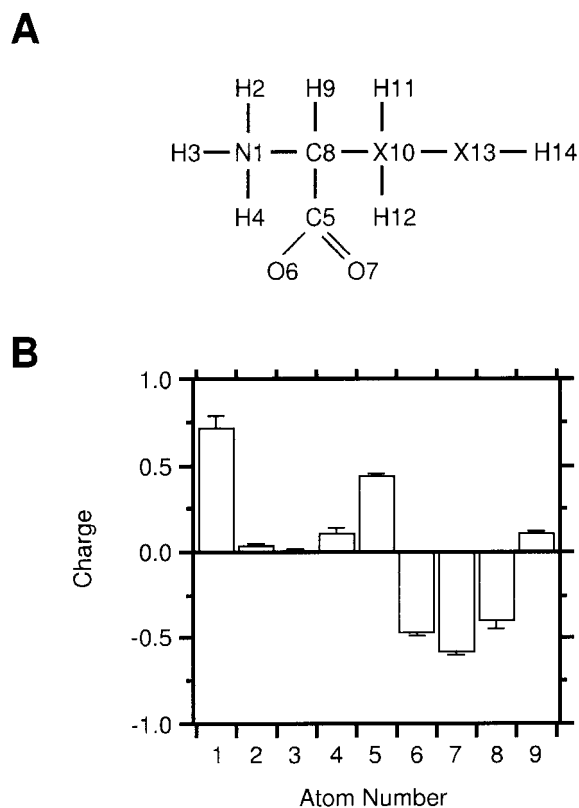 A
H2 H9 H11
H3 N1 C8 X10 X13 H14
H4 C5 H12
O6 O7
B
1.0
0.5
0.0
-0.5
-1.0
Charge
1 2 3 4 5 6 7 8 9
Atom Number